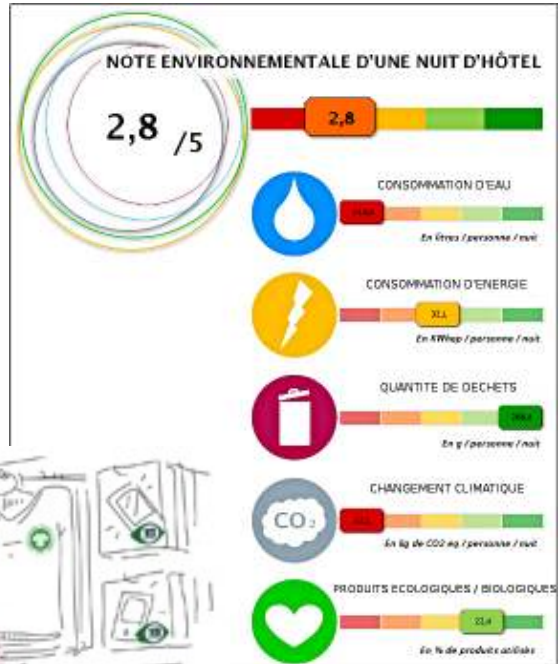 NOTE ENVIRONNEMENTALE D'UNE NUIT D'HÔTEL
2,8 /5
2,8
CONSOMMATION D'EAU
En litres / personne / nuit
CONSOMMATION D'ENERGIE
En KWhep / personne / nuit
QUANTITE DE DECHETS
En g / personne / nuit
CHANGEMENT CLIMATIQUE
CO2
En kg de CO2 eq / personne / nuit
PRODUITS ECOLOGIQUES / BIOLOGIQUES
En % de produits utilisés